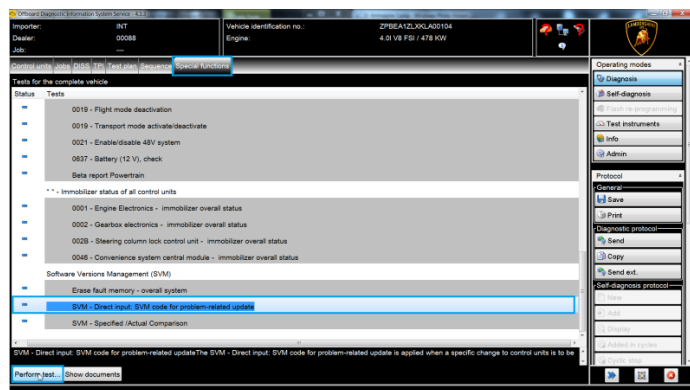 Offboard Diagnostic Information System Service - 4.3.3
Importer: INT Vehicle identification no.: ZPBEA1ZLXKLA00104
Dealer: 00088 Engine: 4.0l V8 FSI / 478 KW
Job: ---
LAMBORGHINI
Control units Jobs DISS TPI Test plan Sequence Special functions
Tests for the complete vehicle
Status Tests
0019 - Flight mode deactivation
0019 - Transport mode activate/deactivate
0021 - Enable/disable 48V system
0637 - Battery (12 V), check
Beta report Powertrain
* * - Immobilizer status of all control units
0001 - Engine Electronics - immobilizer overall status
0002 - Gearbox electronics - immobilizer overall status
002B - Steering column lock control unit - immobilizer overall status
0046 - Convenience system central module - immobilizer overall status
Software Versions Management (SVM)
Erase fault memory - overall system
SVM - Direct input: SVM code for problem-related update
SVM - Specified /Actual Comparison
SVM - Direct input: SVM code for problem-related updateThe SVM - Direct input: SVM code for problem-related update is applied when a specific change to control units is to be
Perform test... Show documents
Operating modes
Diagnosis
Self-diagnosis
Flash re-programming
Test instruments
Info
Admin
Protocol
General
Save
Print
Diagnostic protocol
Send
Copy
Send ext.
Self-diagnosis protocol
New
Add
Display
Added in cycles
Cyclic stop